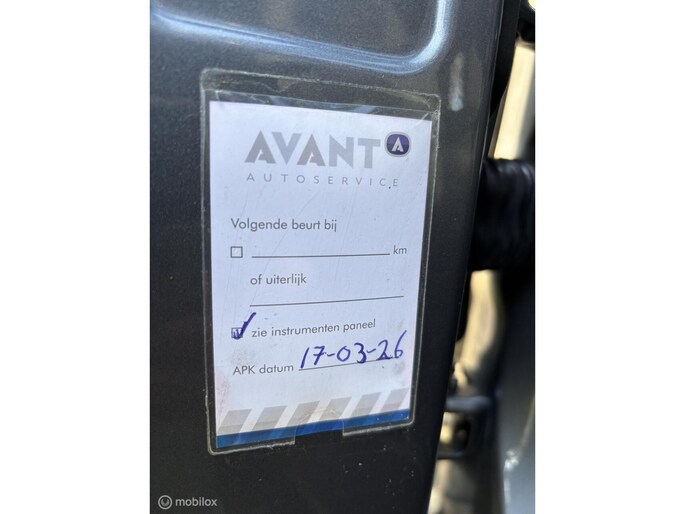 AVANT A
AUTOSERVICE
Volgende beurt bij
km
of uiterlijk
zie instrumenten paneel
APK datum 17-03-26
mobilox